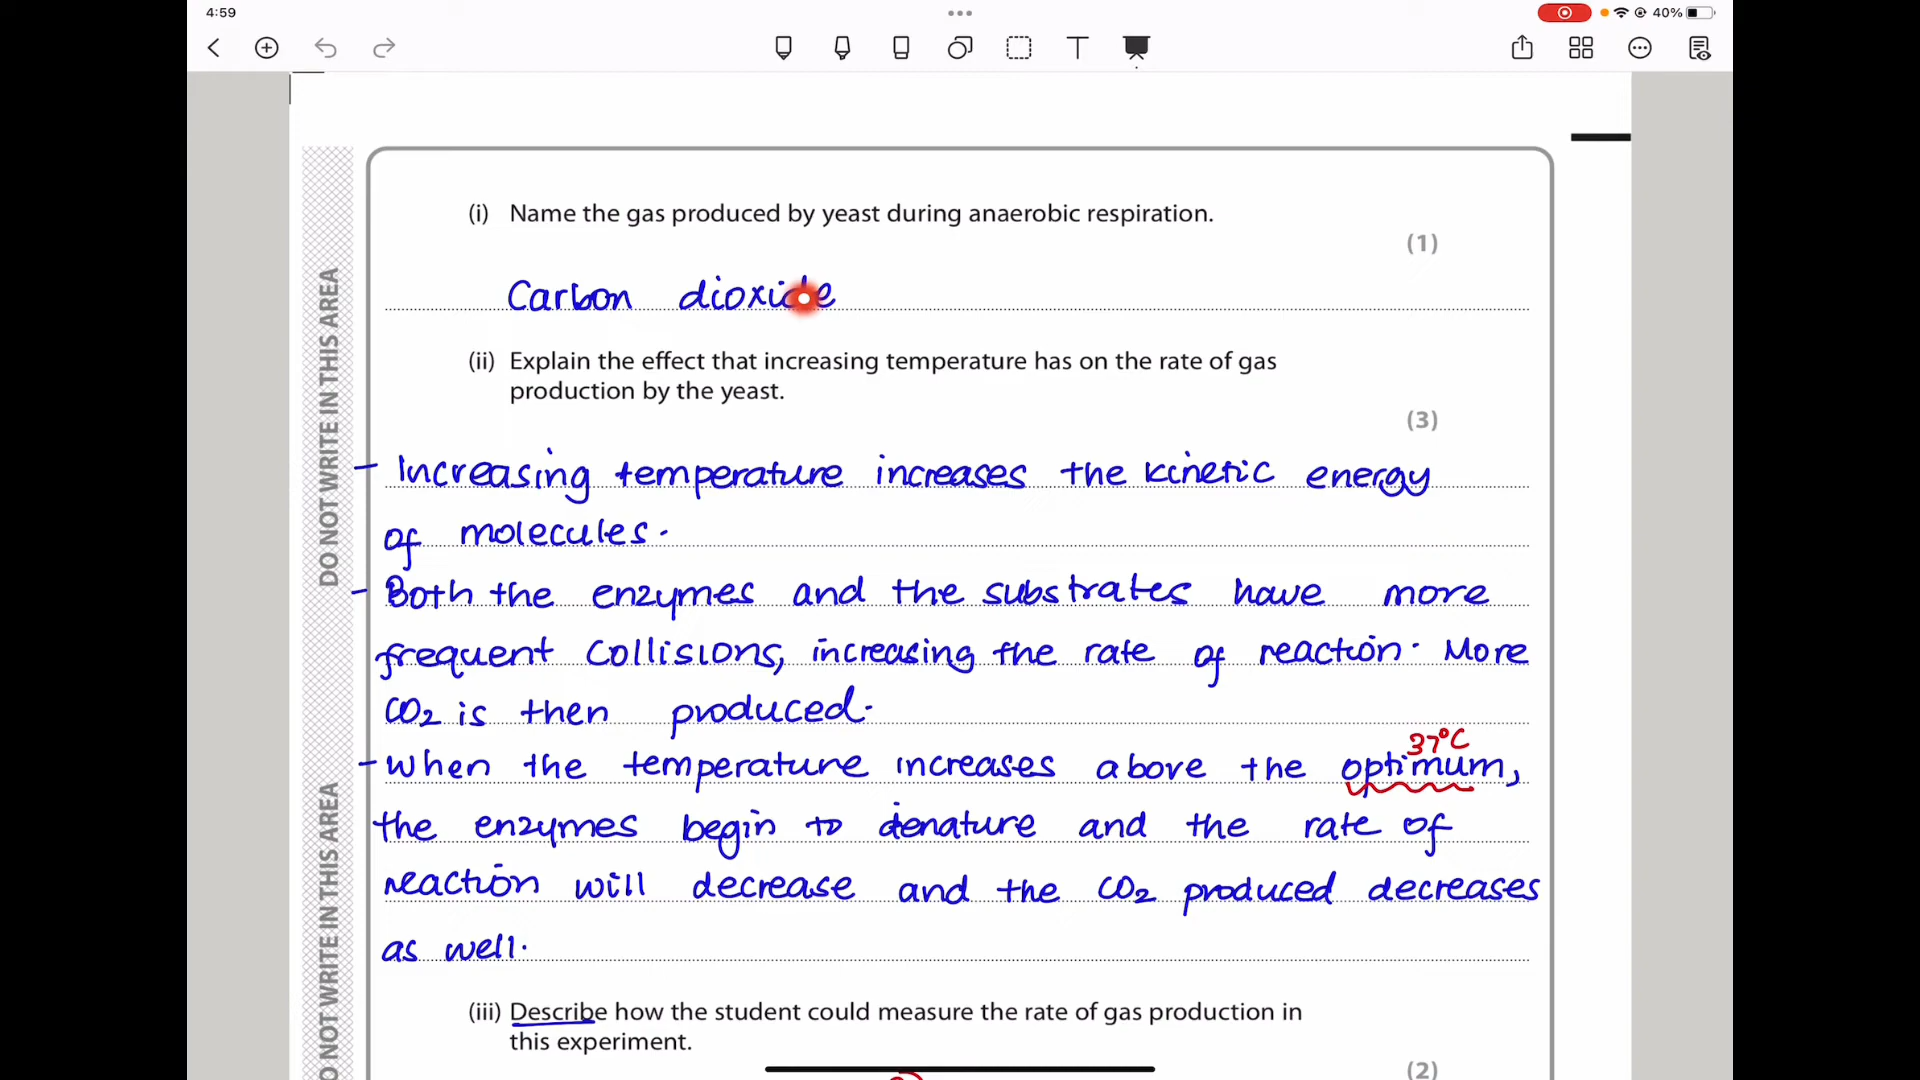 4:59
40%
T
(i) Name the gas produced by yeast during anaerobic respiration.
(1)
Carbon dioxide
(ii) Explain the effect that increasing temperature has on the rate of gas
production by the yeast.
(3)
- Increasing temperature increases the kinetic energy
of molecules.
- Both the enzymes and the substrates have more
frequent collisions, increasing the rate of reaction. More
CO2 is then produced.
37°C
- When the temperature increases above the optimum,
the enzymes begin to denature and the rate of
reaction will decrease and the CO2 produced decreases
as well.
(iii) Describe how the student could measure the rate of gas production in
this experiment.
(2)
DO NOT WRITE IN THIS AREA
O NOT WRITE IN THIS AREA